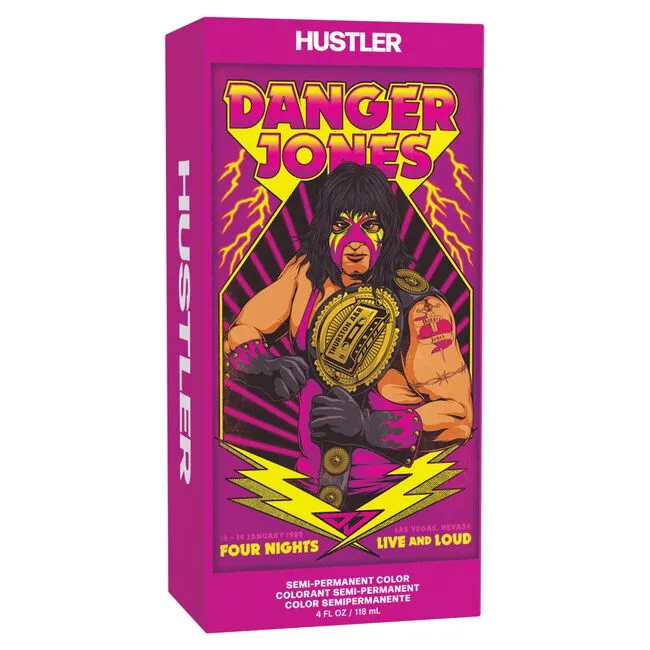 HUSTLER
HUSTLER
DANGER
JONES
THURSTON A&R
LAS VEGAS, NEVADA
FOUR NIGHTS
LIVE AND LOUD
SEMI-PERMANENT COLOR
COLORANT SEMI-PERMANENT
COLOR SEMIPERMANENTE
4 FL OZ / 118 mL